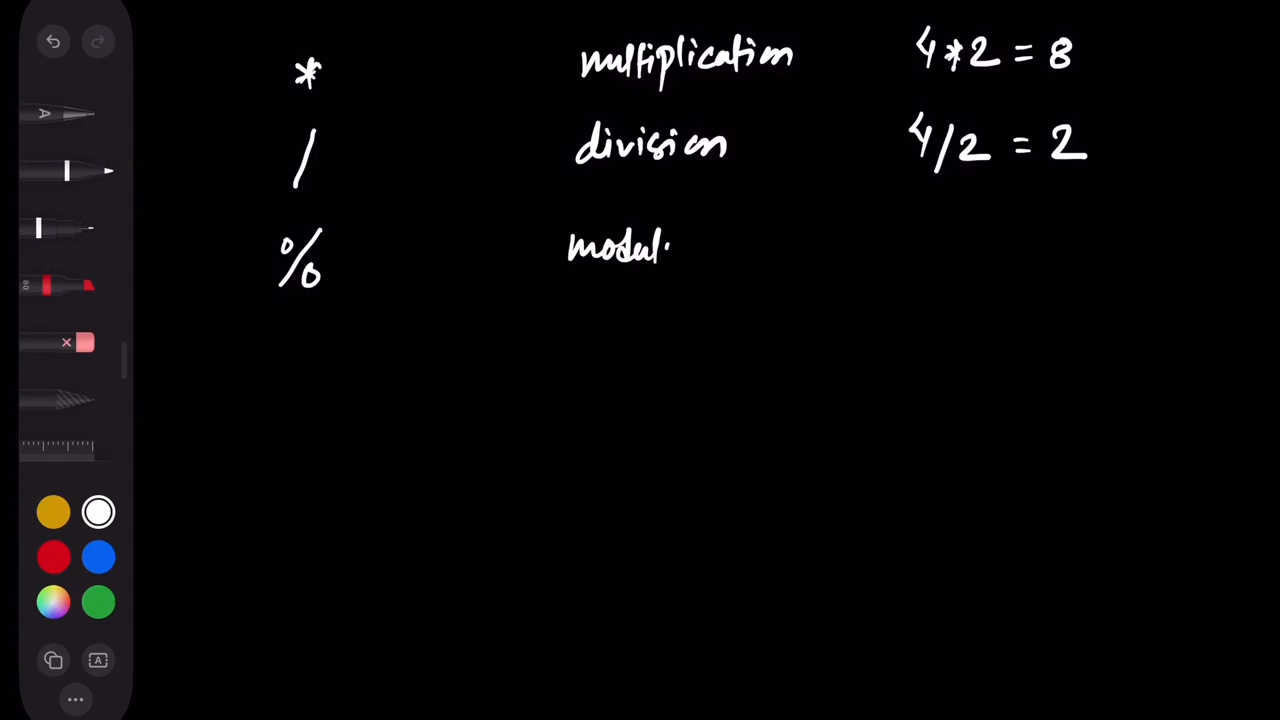 * multiplication 4*2 = 8
/ division 4/2 = 2
% modul